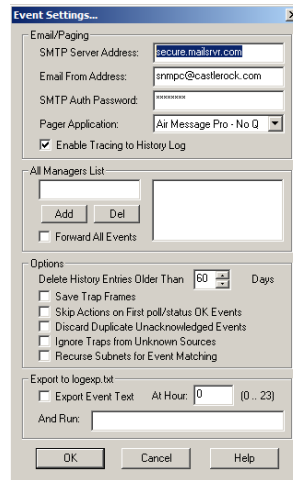 Event Settings...
Email/Paging
SMTP Server Address: secure.mailsrvr.com
Email From Address: snmpc@castlerock.com
SMTP Auth Password: ********
Pager Application: Air Message Pro - No Q
Enable Tracing to History Log
All Managers List
Add Del
Forward All Events
Options
Delete History Entries Older Than 60 Days
Save Trap Frames
Skip Actions on First poll/status OK Events
Discard Duplicate Unacknowledged Events
Ignore Traps from Unknown Sources
Recurse Subnets for Event Matching
Export to logexp.txt
Export Event Text At Hour: 0 (0 .. 23)
And Run:
OK Cancel Help